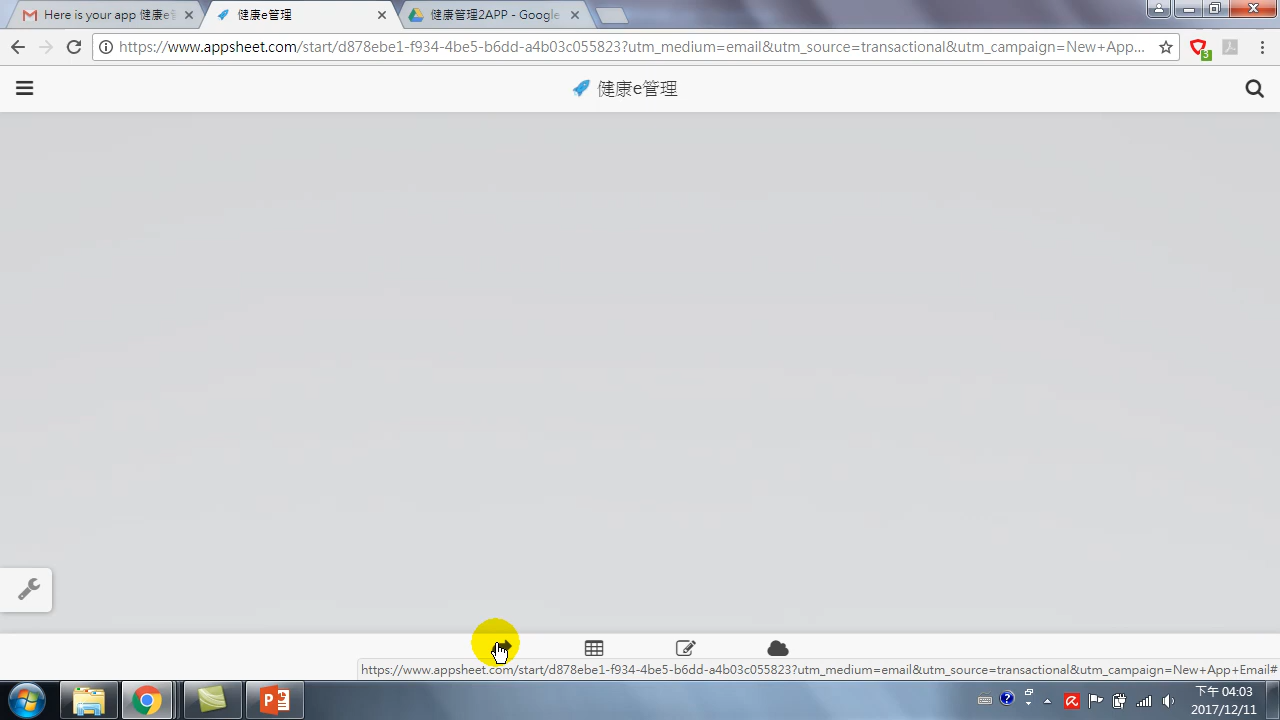 Here is your app 健康e
健康e管理
健康管理2APP - Google
https://www.appsheet.com/start/d878ebe1-f934-4be5-b6dd-a4b03c055823?utm_medium=email&utm_source=transactional&utm_campaign=New+App...
3
健康e管理
https://www.appsheet.com/start/d878ebe1-f934-4be5-b6dd-a4b03c055823?utm_medium=email&utm_source=transactional&utm_campaign=New+App+Email#
下午 04:03
2017/12/11